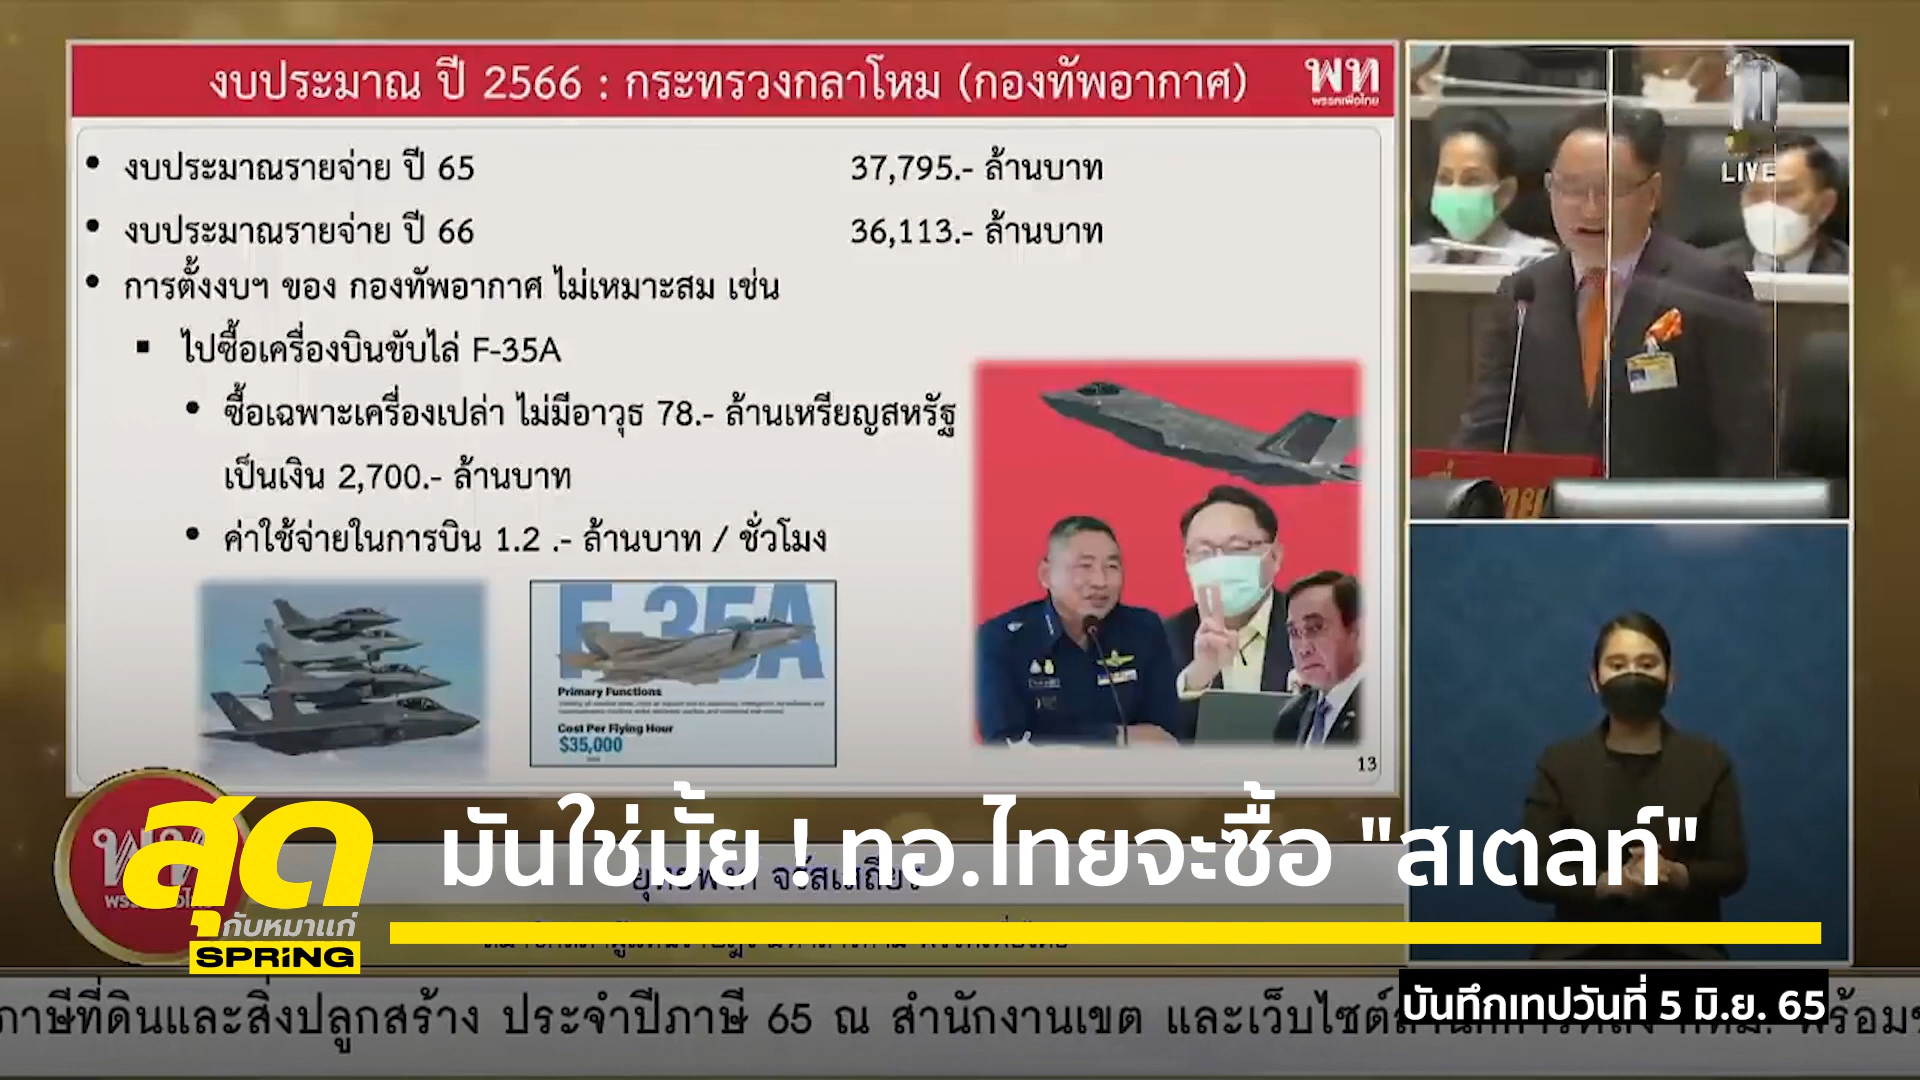 งบประมาณ ปี 2566 : กระทรวงกลาโหม (กองทัพอากาศ)
พท
พรรคเพื่อไทย
• งบประมาณรายจ่าย ปี 65 37,795.- ล้านบาท
• งบประมาณรายจ่าย ปี 66 36,113.- ล้านบาท
• การตั้งงบฯ ของ กองทัพอากาศ ไม่เหมาะสม เช่น
▪ ไปซื้อเครื่องบินขับไล่ F-35A
• ซื้อเฉพาะเครื่องเปล่า ไม่มีอาวุธ 78.- ล้านเหรียญสหรัฐ
เป็นเงิน 2,700.- ล้านบาท
• ค่าใช้จ่ายในการบิน 1.2 .- ล้านบาท / ชั่วโมง
F-35A
Primary Functions
Cost Per Flying Hour
$35,000
13
LIVE
สุด
กับหมาแก่
SPRiNG
มันใช่มั้ย ! ทอ.ไทยจะซื้อ "สเตลท์"
บันทึกเทปวันที่ 5 มิ.ย. 65
ภาษีที่ดินและสิ่งปลูกสร้าง ประจำปีภาษี 65 ณ สำนักงานเขต และเว็บไซต์